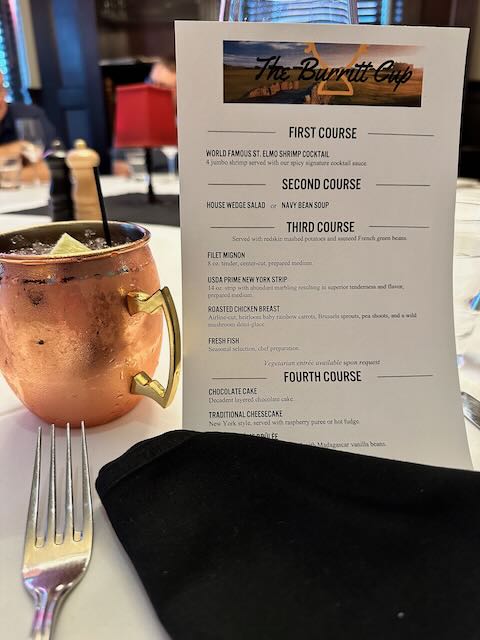 The Burritt Cup
FIRST COURSE
WORLD FAMOUS ST. ELMO SHRIMP COCKTAIL
4 jumbo shrimp served with our spicy signature cocktail sauce.
SECOND COURSE
HOUSE WEDGE SALAD or NAVY BEAN SOUP
THIRD COURSE
Served with redskin mashed potatoes and sauteed French green beans.
FILET MIGNON
8 oz. tender, center-cut, prepared medium.
USDA PRIME NEW YORK STRIP
14 oz. strip with abundant marbling resulting in superior tenderness and flavor,
prepared medium.
ROASTED CHICKEN BREAST
Airline-cut, heirloom baby rainbow carrots, Brussels sprouts, pea shoots, and a wild
mushroom demi-glace.
FRESH FISH
Seasonal selection, chef preparation.
Vegetarian entrée available upon request
FOURTH COURSE
CHOCOLATE CAKE
Decadent layered chocolate cake.
TRADITIONAL CHEESECAKE
New York style, served with raspberry puree or hot fudge.
BRÛLÉE
with Madagascar vanilla beans.